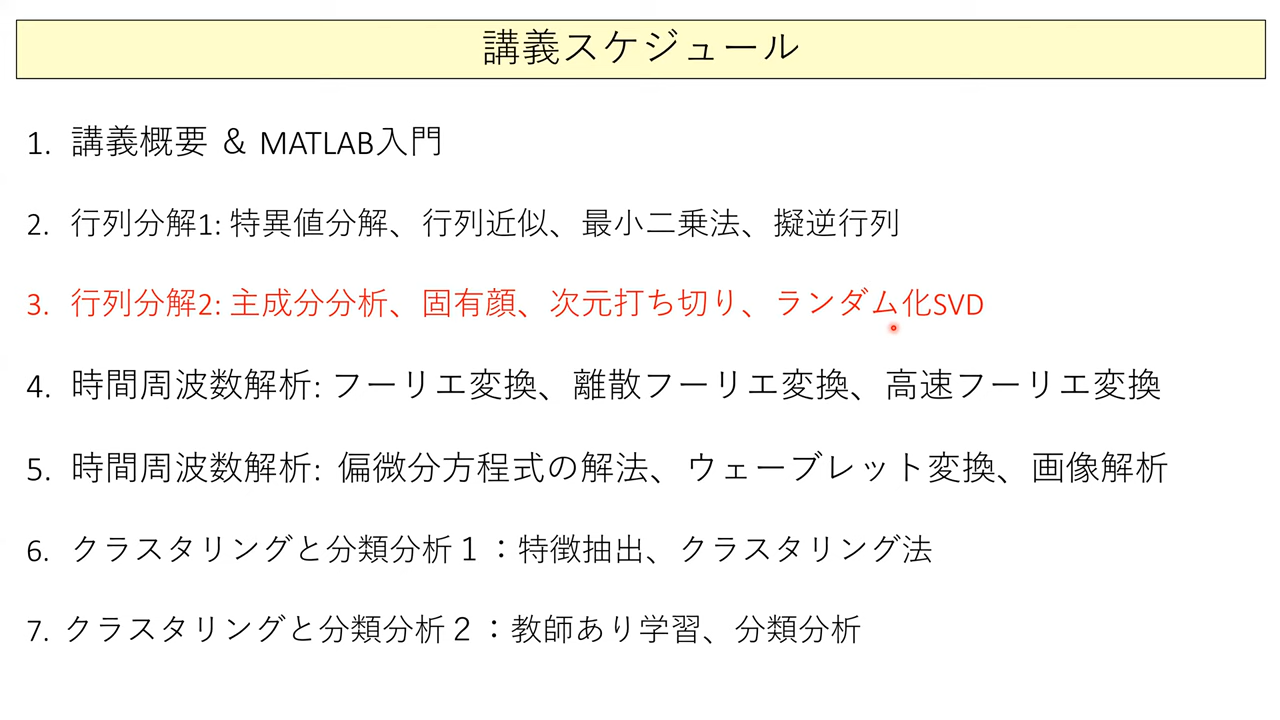 講義スケジュール
1. 講義概要 & MATLAB入門
2. 行列分解1: 特異値分解、行列近似、最小二乗法、擬逆行列
3. 行列分解2: 主成分分析、固有顔、次元打ち切り、ランダム化SVD
4. 時間周波数解析: フーリエ変換、離散フーリエ変換、高速フーリエ変換
5. 時間周波数解析: 偏微分方程式の解法、ウェーブレット変換、画像解析
6. クラスタリングと分類分析１：特徴抽出、クラスタリング法
7. クラスタリングと分類分析２：教師あり学習、分類分析